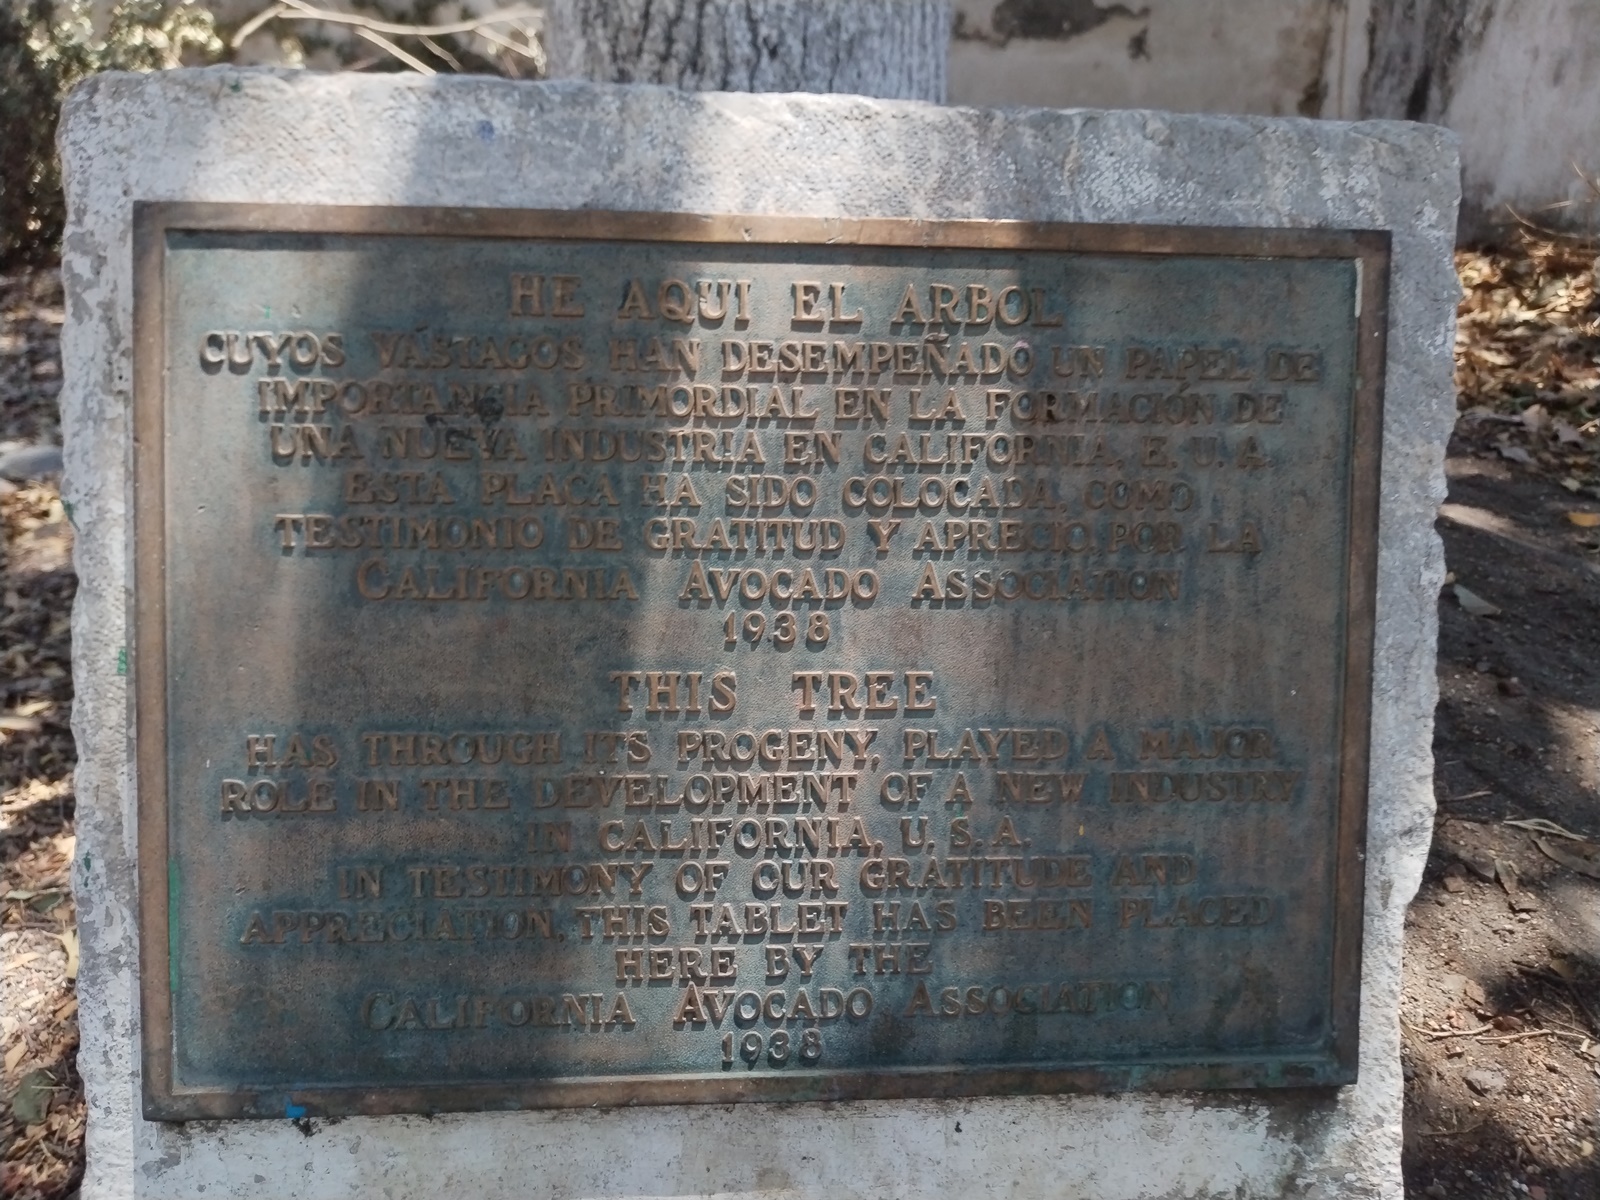 HE AQUI EL ARBOL
CUYOS VÁSTAGOS HAN DESEMPEÑADO UN PAPEL DE
IMPORTANCIA PRIMORDIAL EN LA FORMACIÓN DE
UNA NUEVA INDUSTRIA EN CALIFORNIA, E. U. A.
ESTA PLACA HA SIDO COLOCADA, COMO
TESTIMONIO DE GRATITUD Y APRECIO, POR LA
CALIFORNIA AVOCADO ASSOCIATION
1938
THIS TREE
HAS THROUGH ITS PROGENY, PLAYED A MAJOR
ROLE IN THE DEVELOPMENT OF A NEW INDUSTRY
IN CALIFORNIA, U. S. A.
IN TESTIMONY OF OUR GRATITUDE AND
APPRECIATION, THIS TABLET HAS BEEN PLACED
HERE BY THE
CALIFORNIA AVOCADO ASSOCIATION
1938